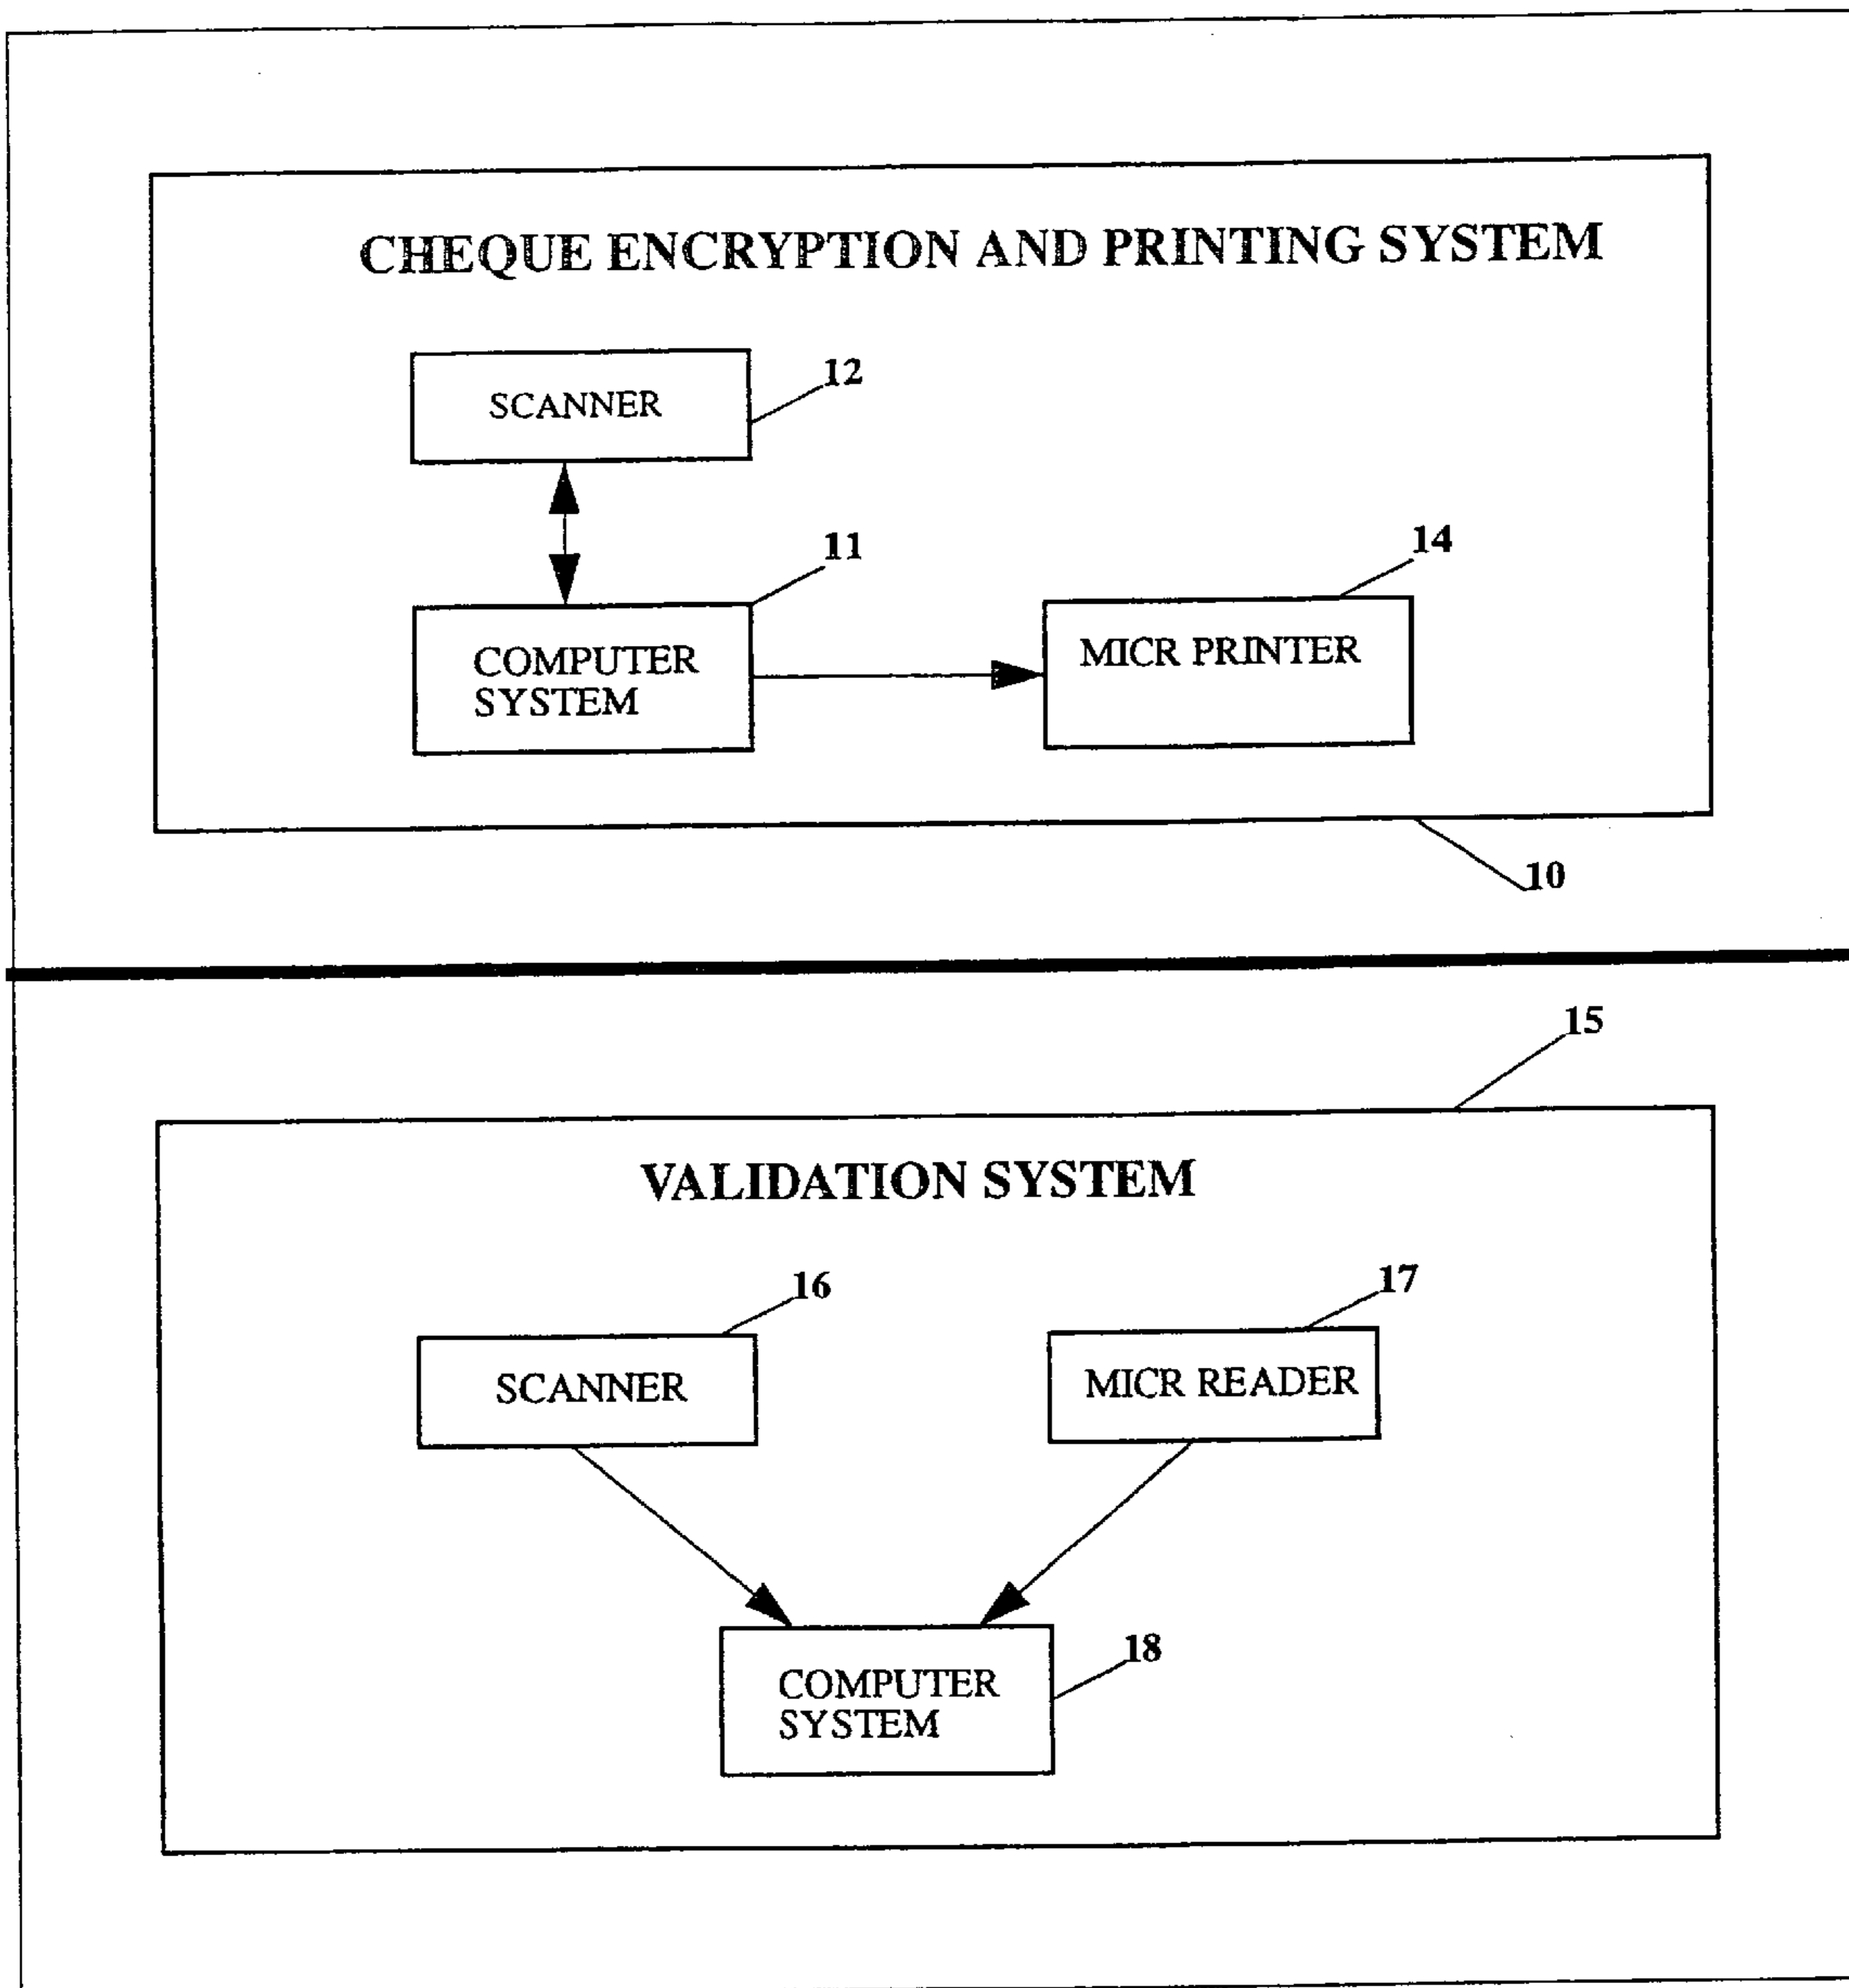 CHEQUE ENCRYPTION AND PRINTING SYSTEM
12
SCANNER
11
14
COMPUTER
SYSTEM
MICR PRINTER
10
15
VALIDATION SYSTEM
16
17
SCANNER
MICR READER
18
COMPUTER
SYSTEM